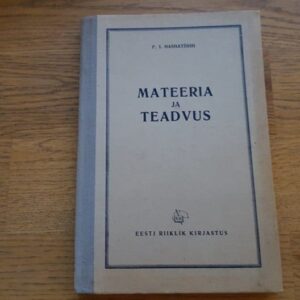 MATEERIA
JA
TEADVUS
EESTI RIIKLIK KIRJASTUS